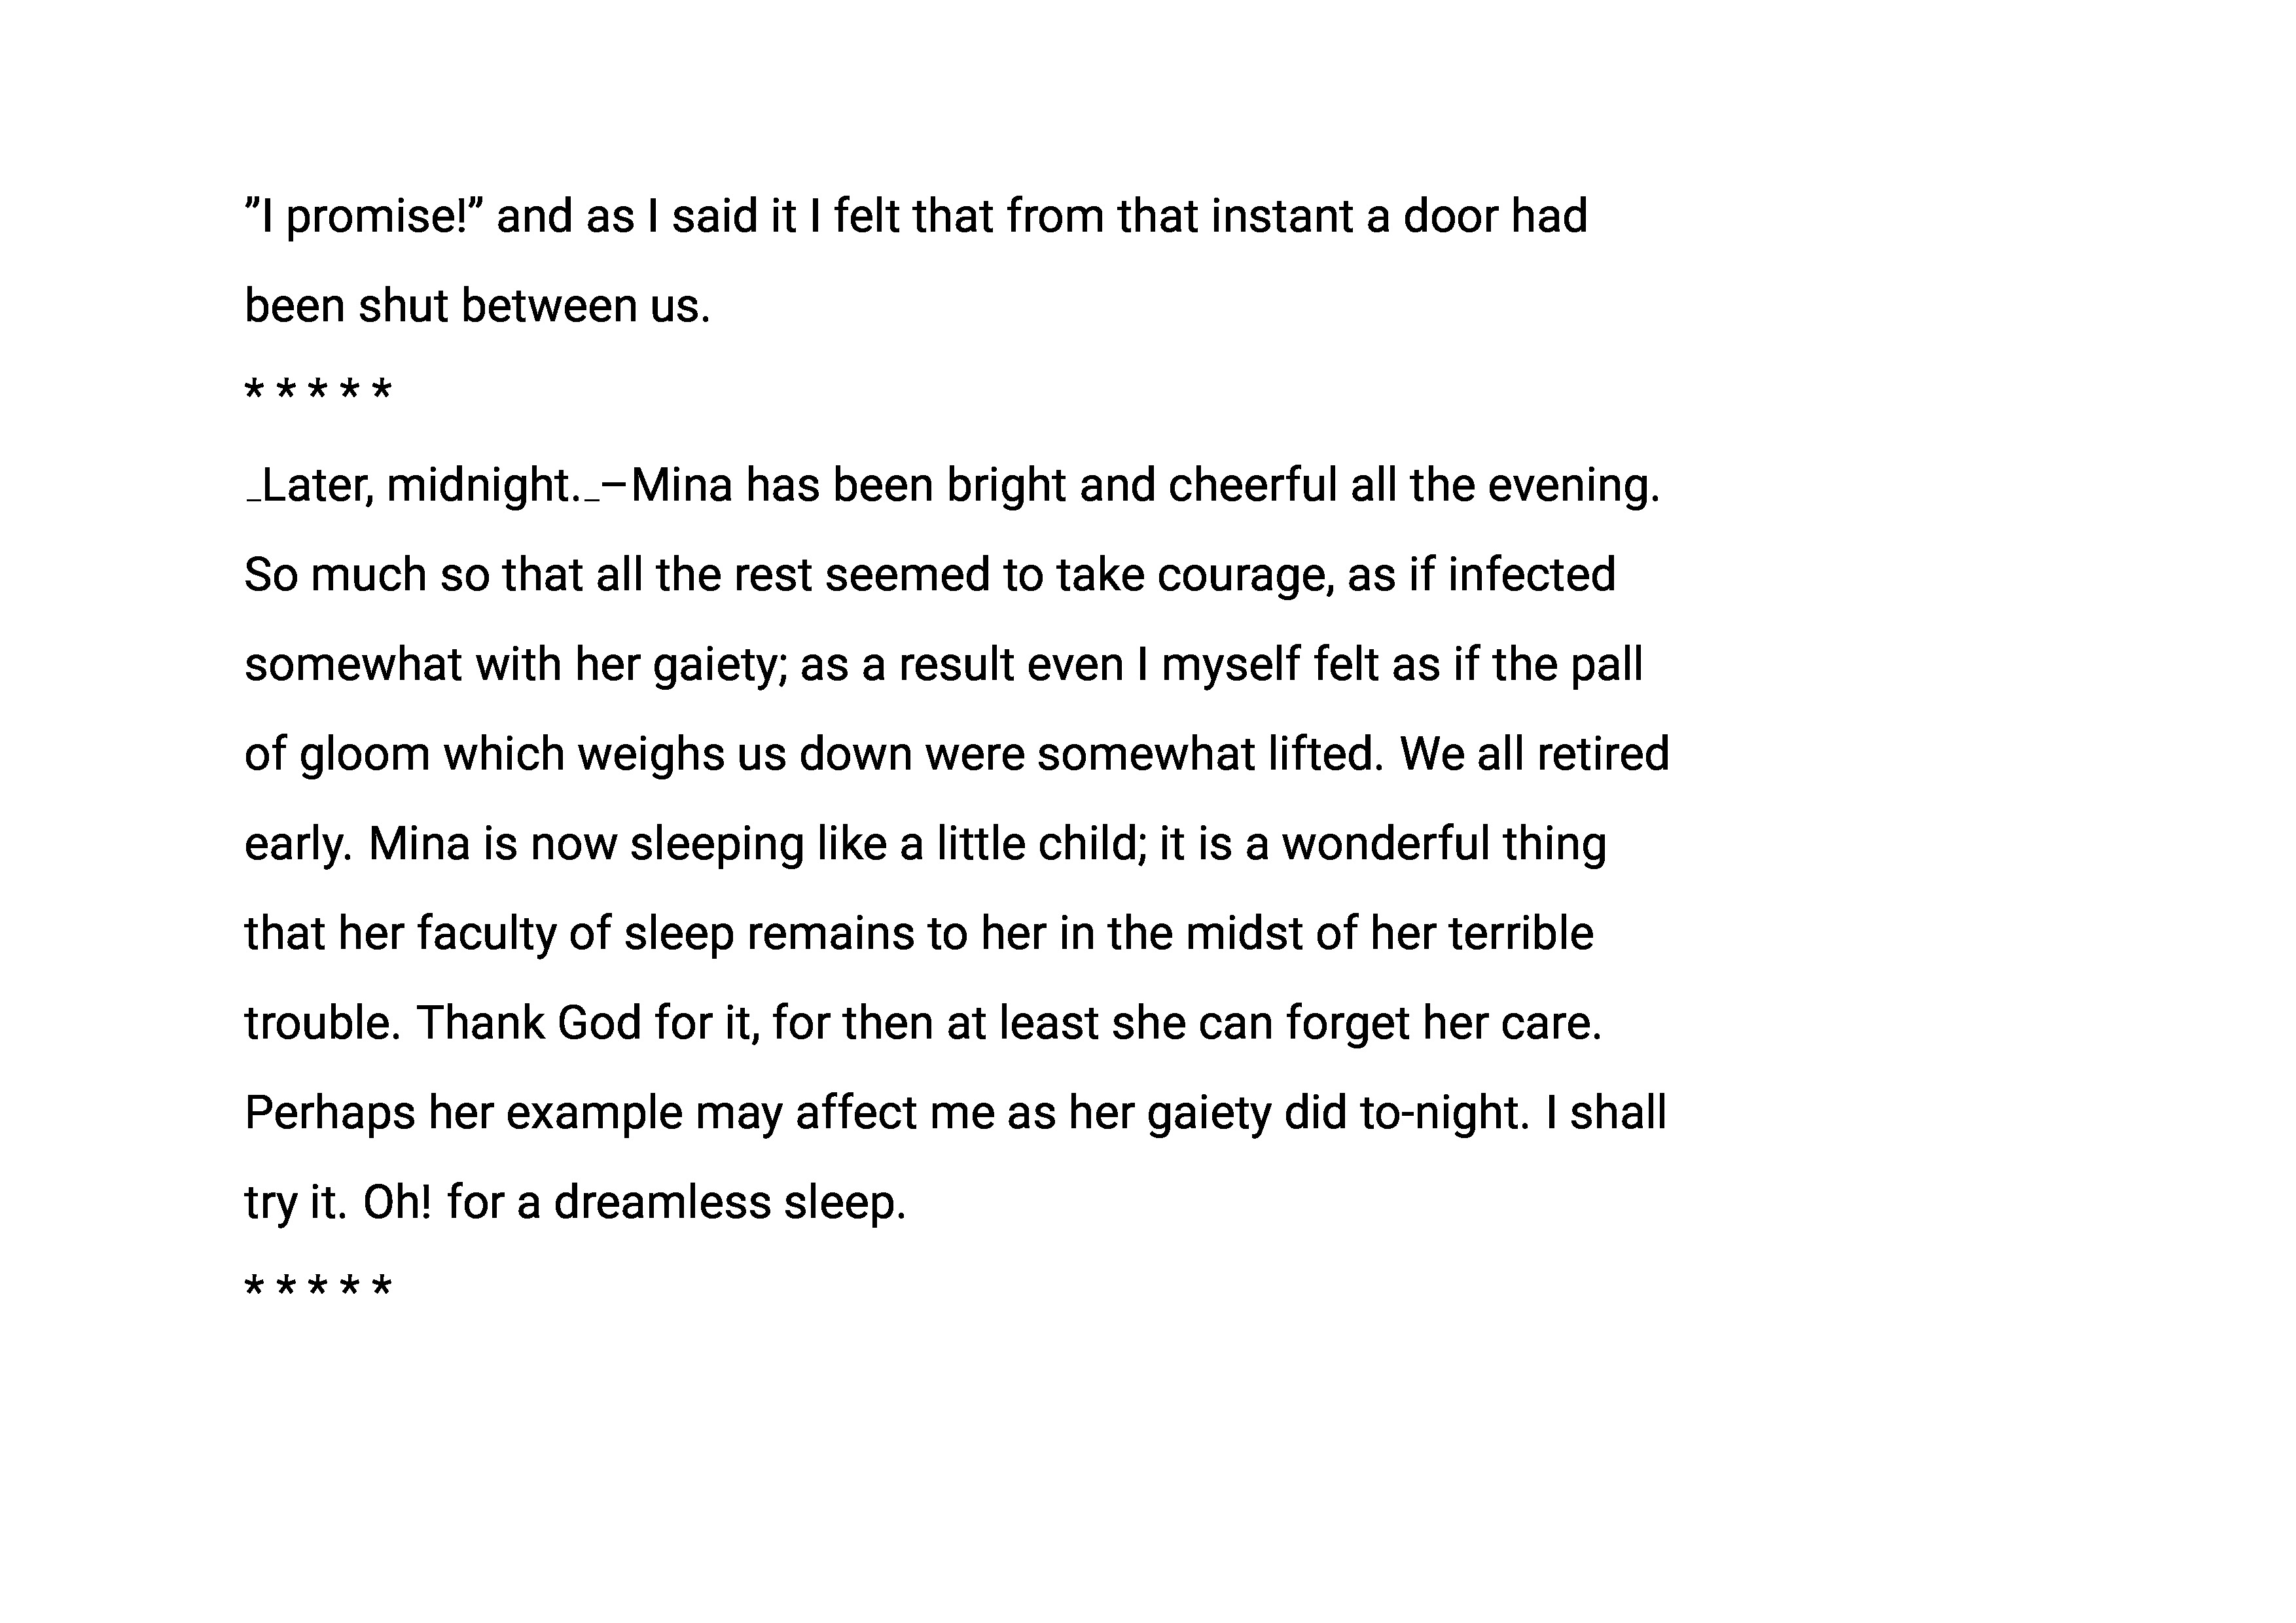 ”I promise!” and as I said it I felt that from that instant a door had
been shut between us.
* * * * *
_Later, midnight._–Mina has been bright and cheerful all the evening.
So much so that all the rest seemed to take courage, as if infected
somewhat with her gaiety; as a result even I myself felt as if the pall
of gloom which weighs us down were somewhat lifted. We all retired
early. Mina is now sleeping like a little child; it is a wonderful thing
that her faculty of sleep remains to her in the midst of her terrible
trouble. Thank God for it, for then at least she can forget her care.
Perhaps her example may affect me as her gaiety did to-night. I shall
try it. Oh! for a dreamless sleep.
* * * * *